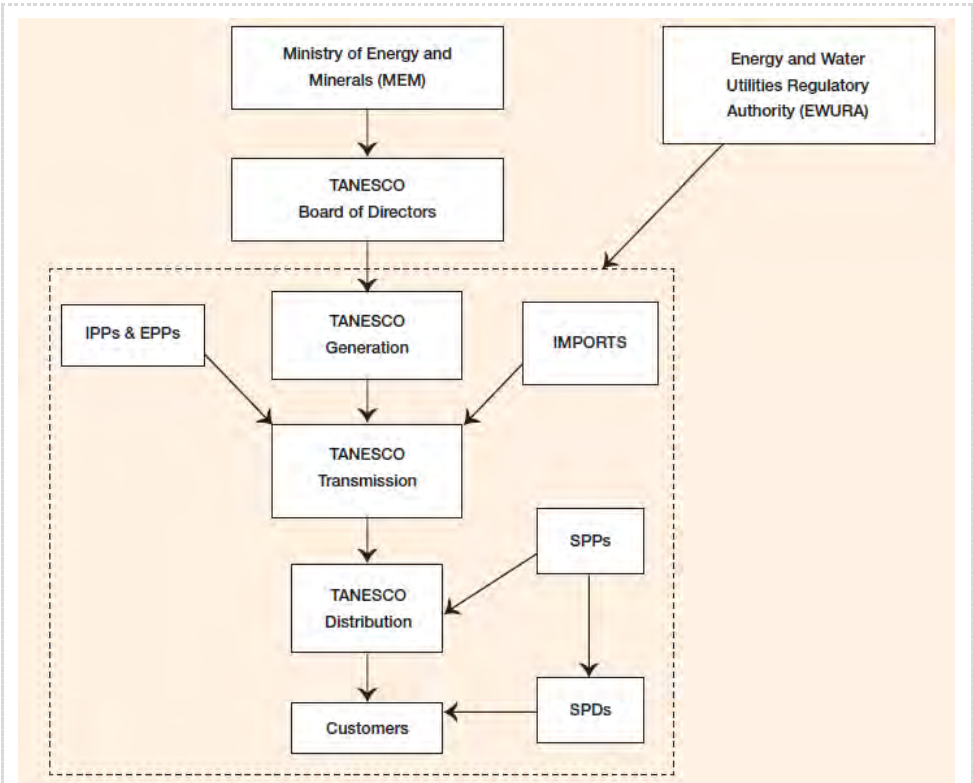 Ministry of Energy and
Minerals (MEM)
Energy and Water
Utilities Regulatory
Authority (EWURA)
TANESCO
Board of Directors
IPPs & EPPs
TANESCO
Generation
IMPORTS
TANESCO
Transmission
SPPs
TANESCO
Distribution
SPDs
Customers